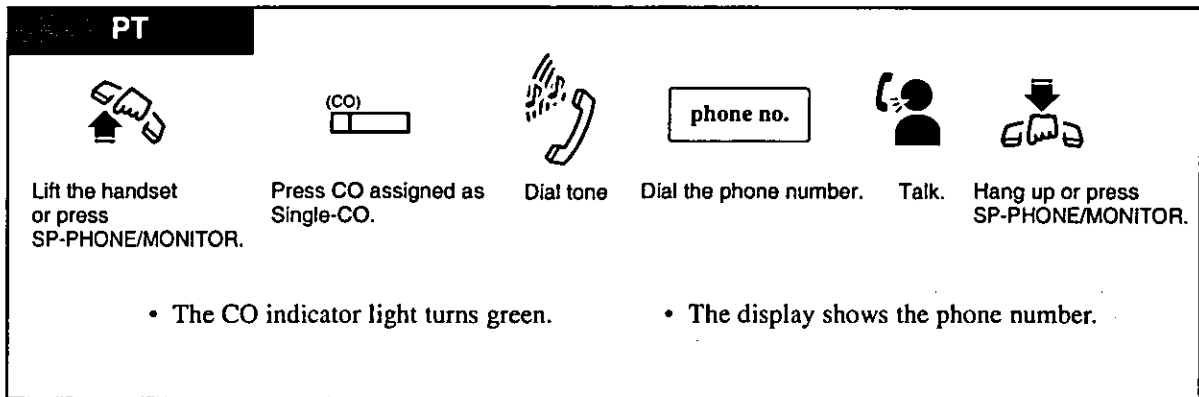 PT
(CO)
phone no.
Lift the handset
or press
SP-PHONE/MONITOR.
Press CO assigned as
Single-CO.
Dial tone
Dial the phone number.
Talk.
Hang up or press
SP-PHONE/MONITOR.
• The CO indicator light turns green.
• The display shows the phone number.